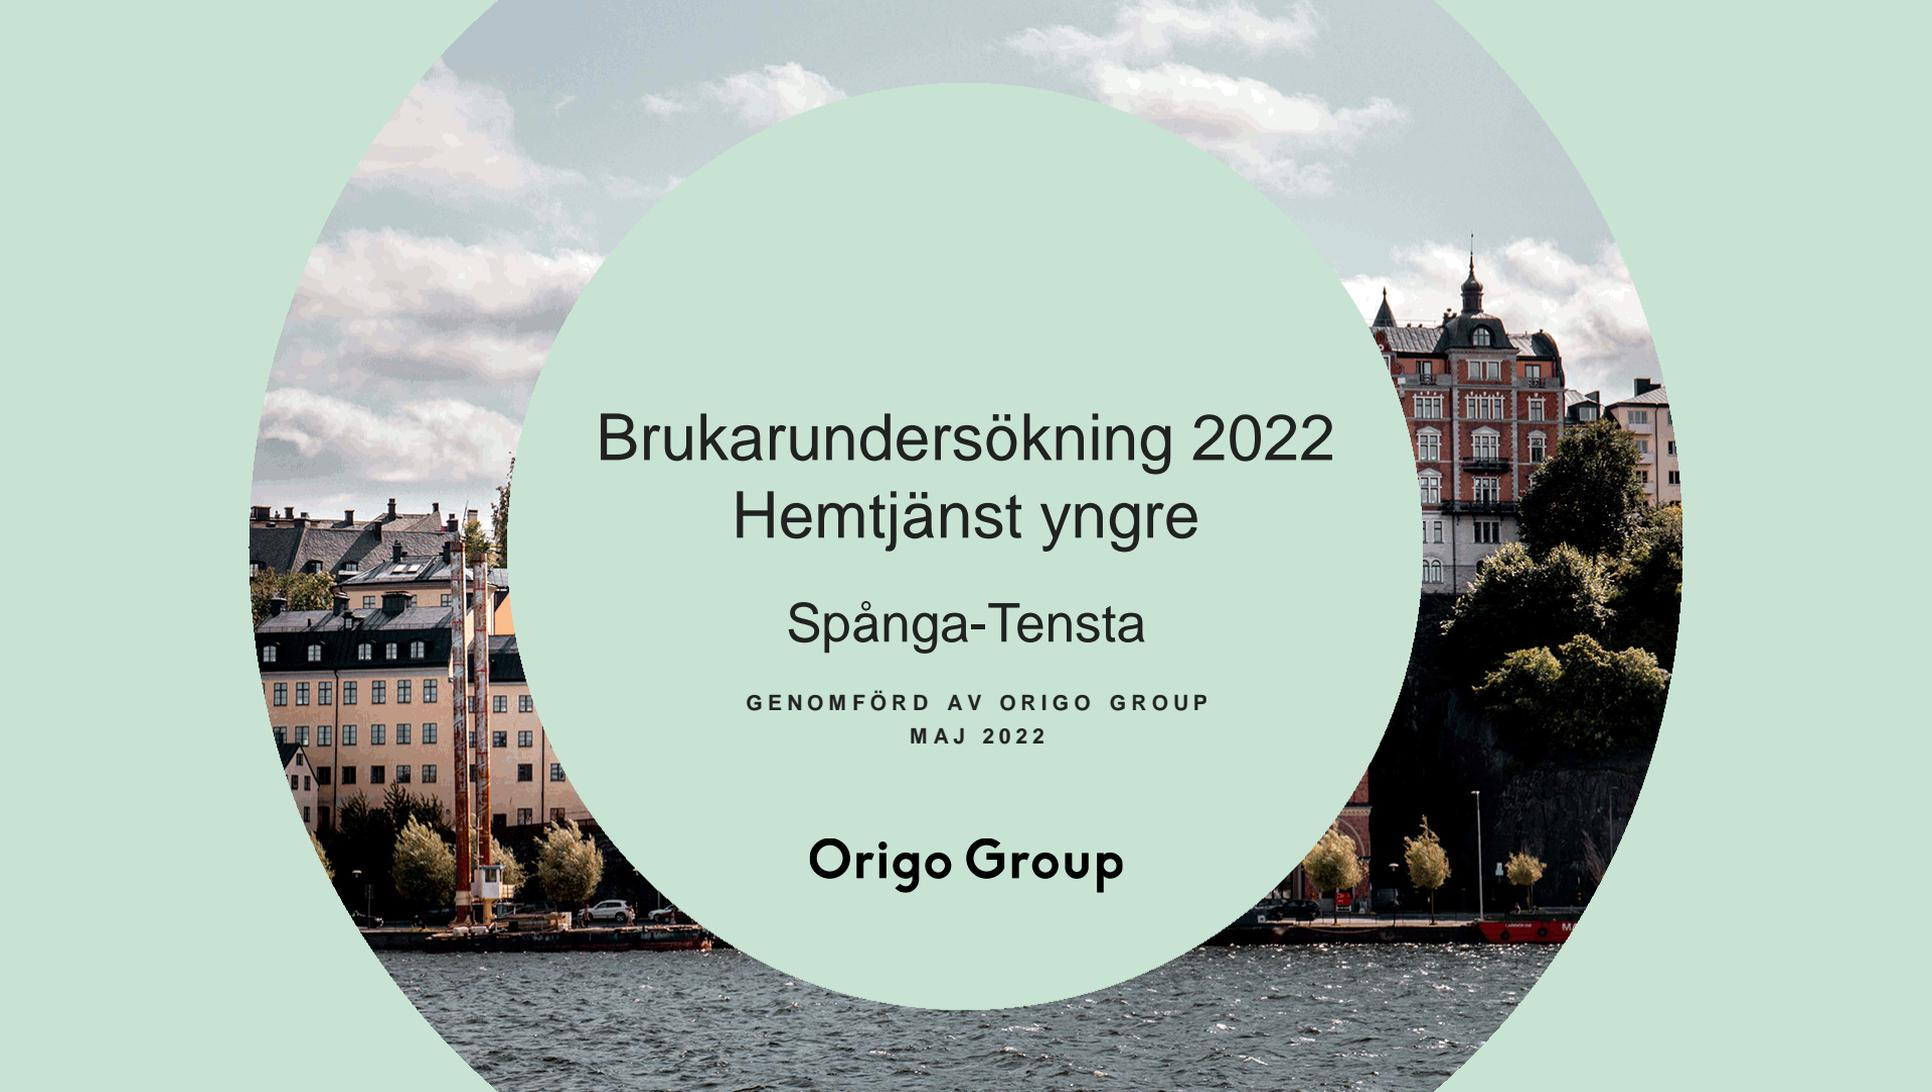 Brukarundersökning 2022
Hemtjänst yngre
Spånga-Tensta
GENOMFÖRD AV ORIGO GROUP
MAJ 2022
Origo Group